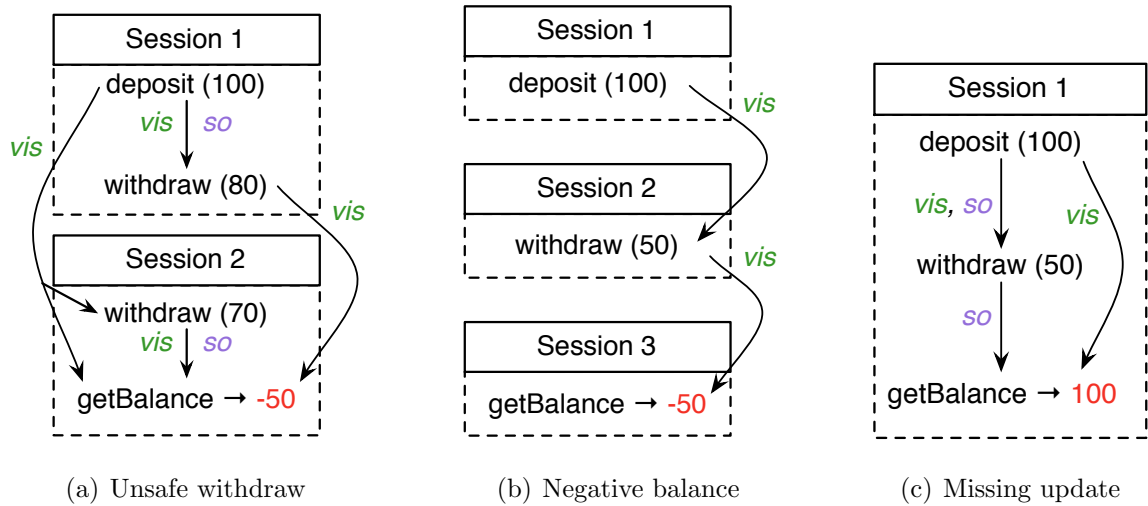 Session 1
deposit (100)
vis so
vis
withdraw (80)
vis
Session 2
withdraw (70)
vis so
getBalance → -50
(a) Unsafe withdraw
Session 1
deposit (100)
vis
Session 2
withdraw (50)
vis
Session 3
getBalance → -50
(b) Negative balance
Session 1
deposit (100)
vis, so
vis
withdraw (50)
so
getBalance → 100
(c) Missing update